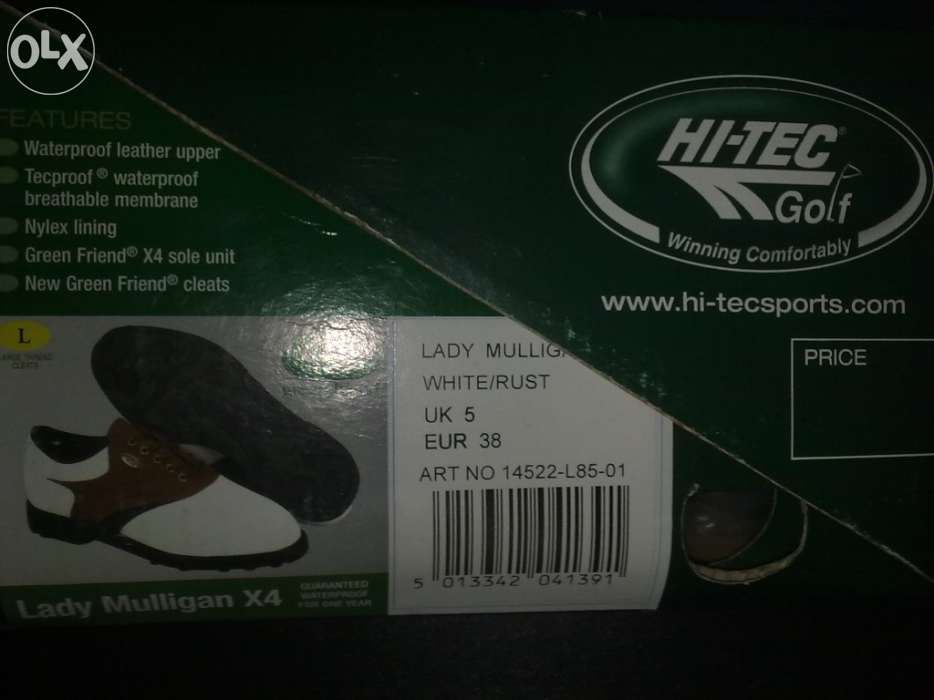 OLX
FEATURES
Waterproof leather upper
Tecproof® waterproof
breathable membrane
Nylex lining
Green Friend® X4 sole unit
New Green Friend® cleats
HI-TEC®
Golf
Winning Comfortably
www.hi-tecsports.com
PRICE
L
CLEATS
LADY MULLIGA
WHITE/RUST
UK 5
EUR 38
ART NO 14522-L85-01
5 013342 041391
Lady Mulligan X4
GUARANTEED
WATERPROOF
FOR ONE YEAR